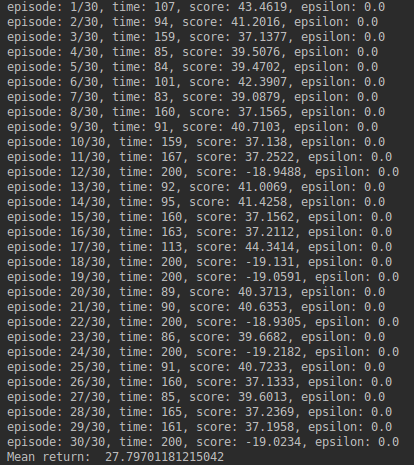 episode: 1/30, time: 107, score: 43.4619, epsilon: 0.0
episode: 2/30, time: 94, score: 41.2016, epsilon: 0.0
episode: 3/30, time: 159, score: 37.1377, epsilon: 0.0
episode: 4/30, time: 85, score: 39.5076, epsilon: 0.0
episode: 5/30, time: 84, score: 39.4702, epsilon: 0.0
episode: 6/30, time: 101, score: 42.3907, epsilon: 0.0
episode: 7/30, time: 83, score: 39.0879, epsilon: 0.0
episode: 8/30, time: 160, score: 37.1565, epsilon: 0.0
episode: 9/30, time: 91, score: 40.7103, epsilon: 0.0
episode: 10/30, time: 159, score: 37.138, epsilon: 0.0
episode: 11/30, time: 167, score: 37.2522, epsilon: 0.0
episode: 12/30, time: 200, score: -18.9488, epsilon: 0.0
episode: 13/30, time: 92, score: 41.0069, epsilon: 0.0
episode: 14/30, time: 95, score: 41.4258, epsilon: 0.0
episode: 15/30, time: 160, score: 37.1562, epsilon: 0.0
episode: 16/30, time: 163, score: 37.2112, epsilon: 0.0
episode: 17/30, time: 113, score: 44.3414, epsilon: 0.0
episode: 18/30, time: 200, score: -19.131, epsilon: 0.0
episode: 19/30, time: 200, score: -19.0591, epsilon: 0.0
episode: 20/30, time: 89, score: 40.3713, epsilon: 0.0
episode: 21/30, time: 90, score: 40.6353, epsilon: 0.0
episode: 22/30, time: 200, score: -18.9305, epsilon: 0.0
episode: 23/30, time: 86, score: 39.6682, epsilon: 0.0
episode: 24/30, time: 200, score: -19.2182, epsilon: 0.0
episode: 25/30, time: 91, score: 40.7233, epsilon: 0.0
episode: 26/30, time: 160, score: 37.1333, epsilon: 0.0
episode: 27/30, time: 85, score: 39.6013, epsilon: 0.0
episode: 28/30, time: 165, score: 37.2369, epsilon: 0.0
episode: 29/30, time: 161, score: 37.1958, epsilon: 0.0
episode: 30/30, time: 200, score: -19.0234, epsilon: 0.0
Mean return:  27.79701181215042